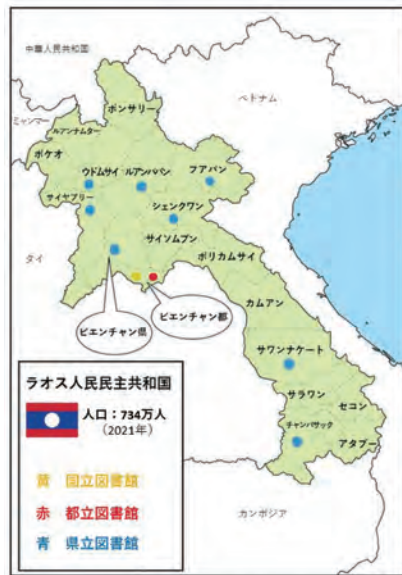 中華人民共和国
ベトナム
ミャンマー
ポンサリー
ルアンナムター
ボケオ
ウドムサイ
ルアンパバン
フアパン
サイヤブリー
シェンクワン
サイソムブン
ボリカムサイ
タイ
カムアン
ビエンチャン県
ビエンチャン都
サワンナケート
サラワン
セコン
チャンパサック
アタプー
カンボジア
ラオス人民民主共和国
人口：734万人
（2021年）
黄 国立図書館
赤 都立図書館
青 県立図書館